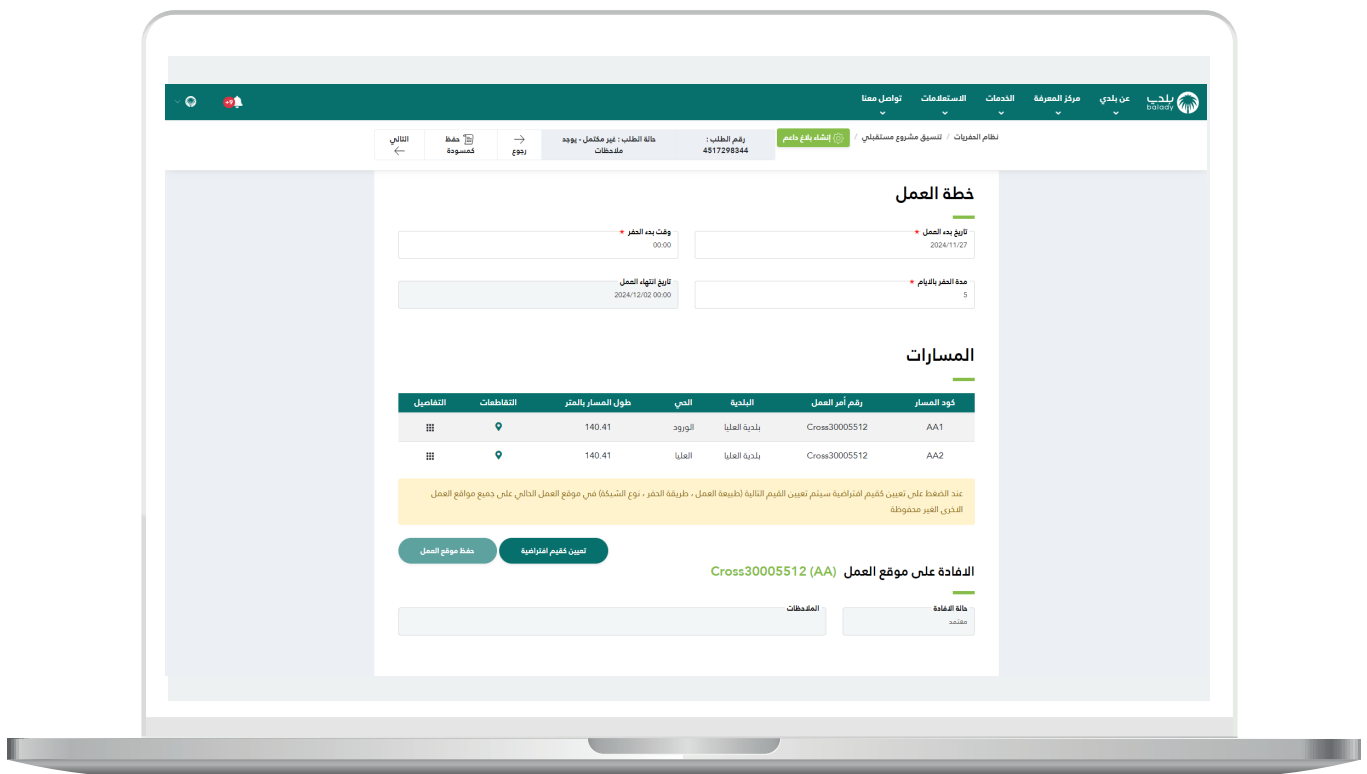 بلدي
balady
عن بلدي
مركز المعرفة
الخدمات
الاستعلامات
تواصل معنا
+9
نظام الحفريات / تنسيق مشروع مستقبلي /
إنشاء بلاغ داعم
رقم الطلب :
4517298344
حالة الطلب : غير مكتمل - يوجد
ملاحظات
رجوع
حفظ
كمسودة
التالي
خطة العمل
تاريخ بدء العمل *
2024/11/27
وقت بدء الحفر *
00:00
مدة الحفر بالايام *
5
تاريخ انتهاء العمل
2024/12/02 00:00
المسارات
كود المسار رقم أمر العمل البلدية الحي طول المسار بالمتر التقاطعات التفاصيل
AA1 Cross30005512 بلدية العليا الورود 140.41
AA2 Cross30005512 بلدية العليا العليا 140.41
عند الضغط على تعيين كقيم افتراضية سيتم تعيين القيم التالية (طبيعة العمل ، طريقة الحفر ، نوع الشبكة) في موقع العمل الحالي على جميع مواقع العمل
الاخرى الغير محفوظة
تعيين كقيم افتراضية
حفظ موقع العمل
الافادة على موقع العمل Cross30005512 (AA)
حالة الافادة
معتمد
الملاحظات